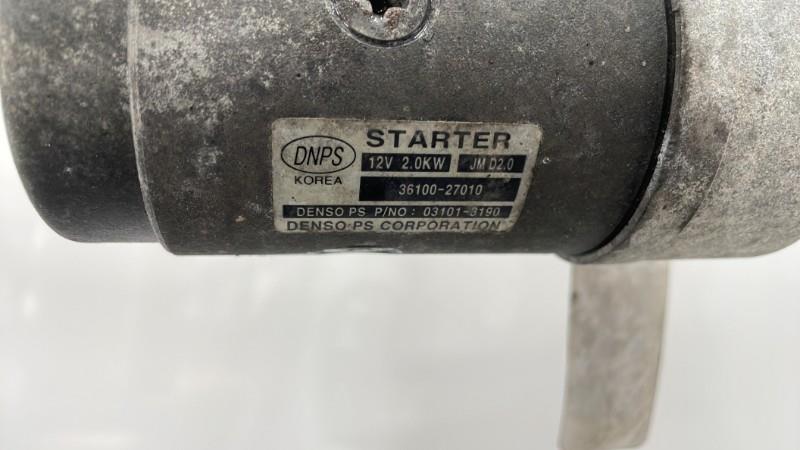 STARTER
DNPS
KOREA
12V 2.0KW JM D2.0
36100-27010
DENSO PS P/NO : 03101-3190
DENSO PS CORPORATION